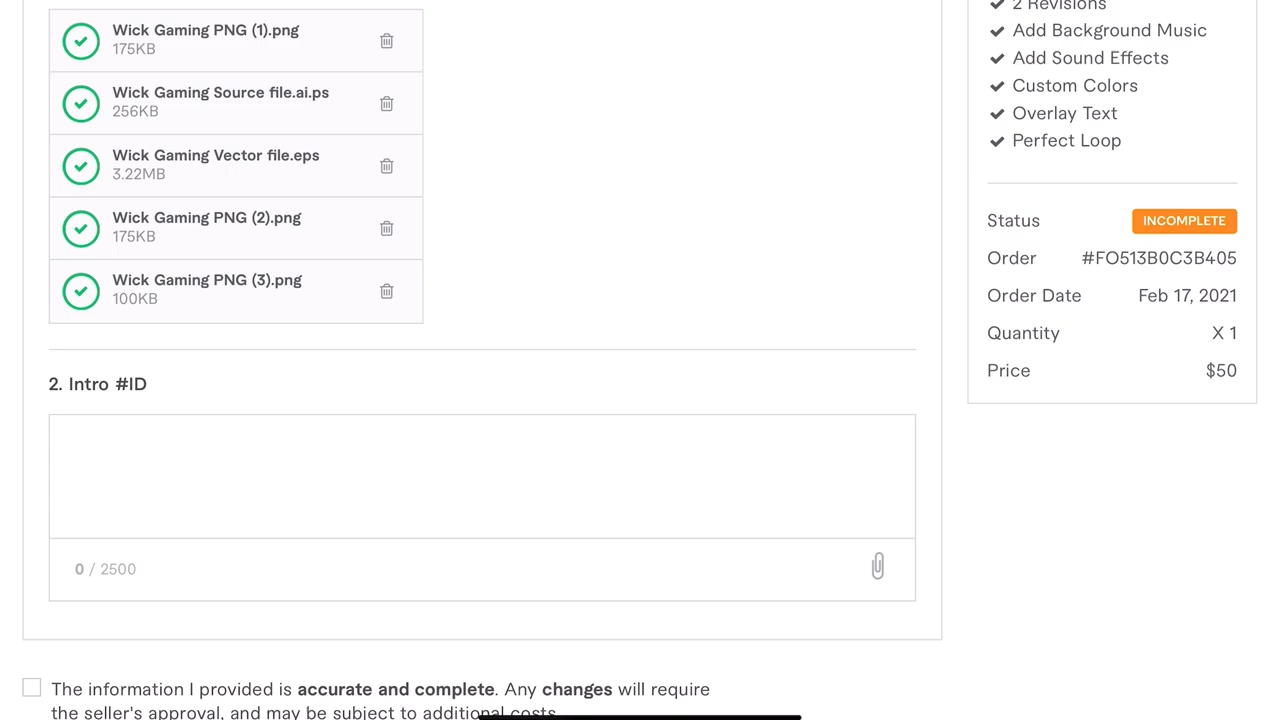 Wick Gaming PNG (1).png
175KB
Wick Gaming Source file.ai.ps
256KB
Wick Gaming Vector file.eps
3.22MB
Wick Gaming PNG (2).png
175KB
Wick Gaming PNG (3).png
100KB
2. Intro #ID
0 / 2500
The information I provided is accurate and complete. Any changes will require
the seller's approval, and may be subject to additional costs.
2 Revisions
Add Background Music
Add Sound Effects
Custom Colors
Overlay Text
Perfect Loop
Status INCOMPLETE
Order #FO513B0C3B405
Order Date Feb 17, 2021
Quantity X 1
Price $50